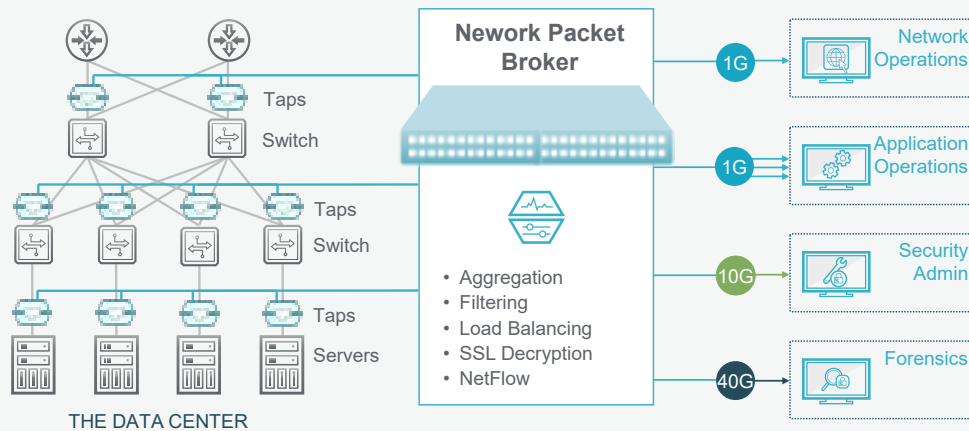 Nework Packet
Broker
Taps
Switch
Taps
Switch
Taps
Servers
THE DATA CENTER
• Aggregation
• Filtering
• Load Balancing
• SSL Decryption
• NetFlow
1G
Network
Operations
1G
Application
Operations
10G
Security
Admin
40G
Forensics